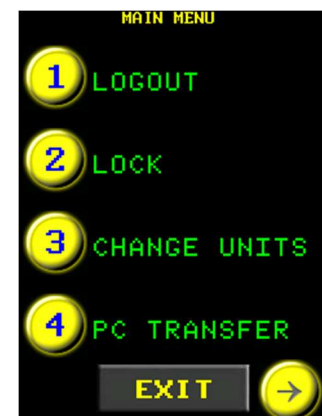 MAIN MENU
1 LOGOUT
2 LOCK
3 CHANGE UNITS
4 PC TRANSFER
EXIT →